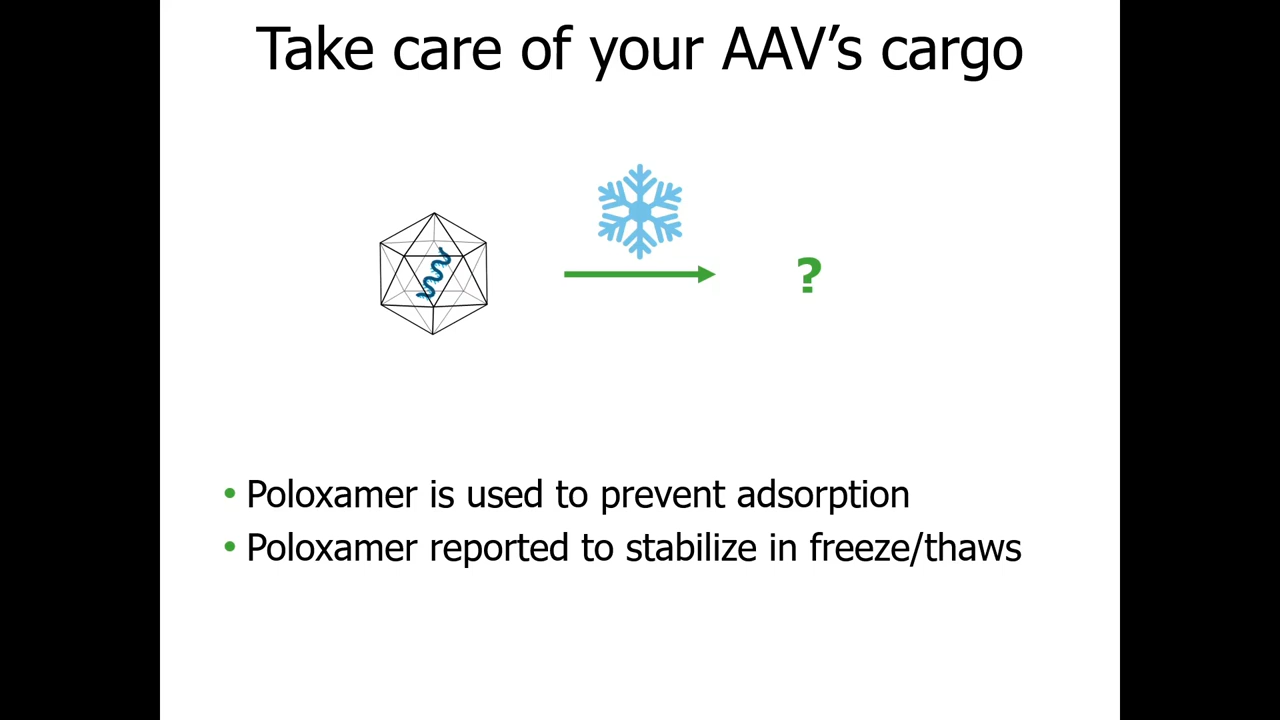 Take care of your AAV’s cargo
?
• Poloxamer is used to prevent adsorption
• Poloxamer reported to stabilize in freeze/thaws